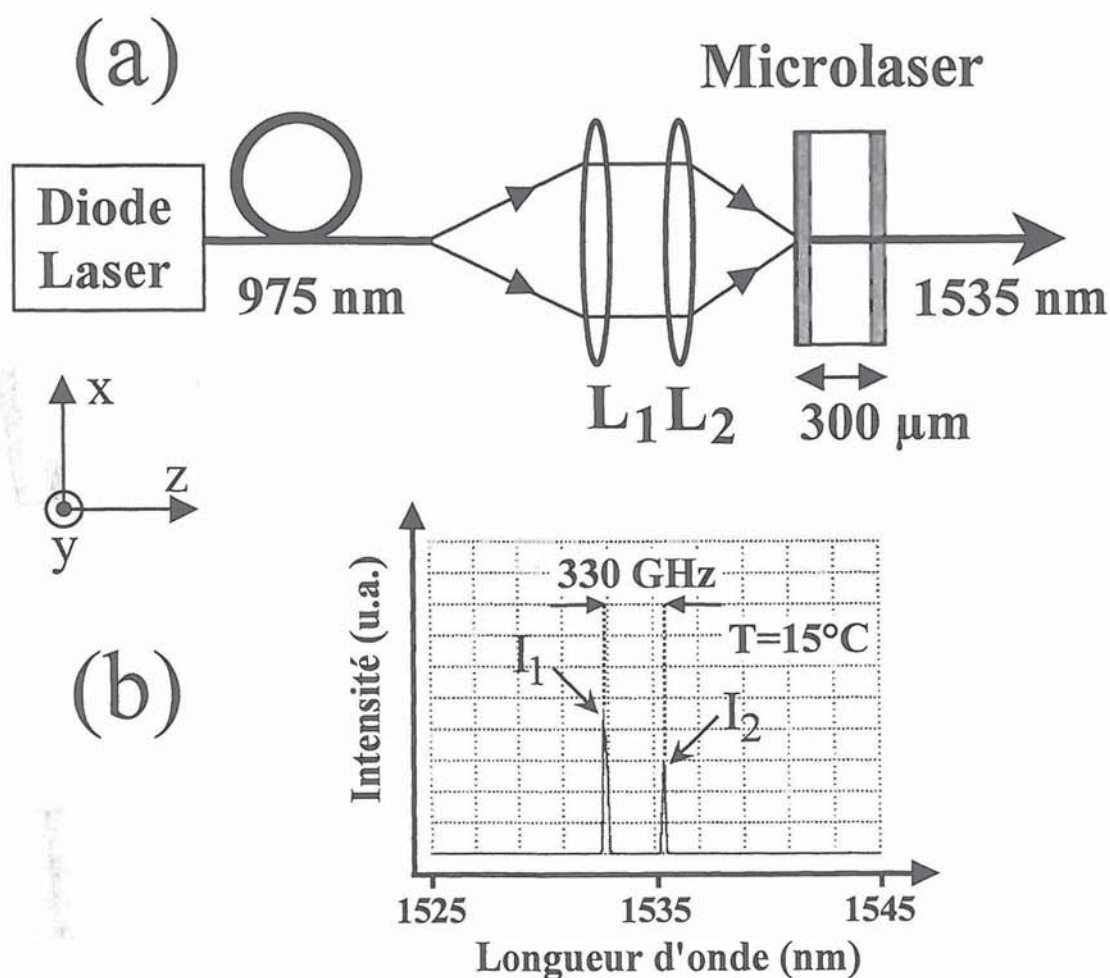 (a)
Microlaser
Diode
Laser
975 nm
1535 nm
L1 L2
300 µm
x
z
y
(b)
330 GHz
T=15°C
I1
I2
Intensité (u.a.)
1525
1535
1545
Longueur d'onde (nm)